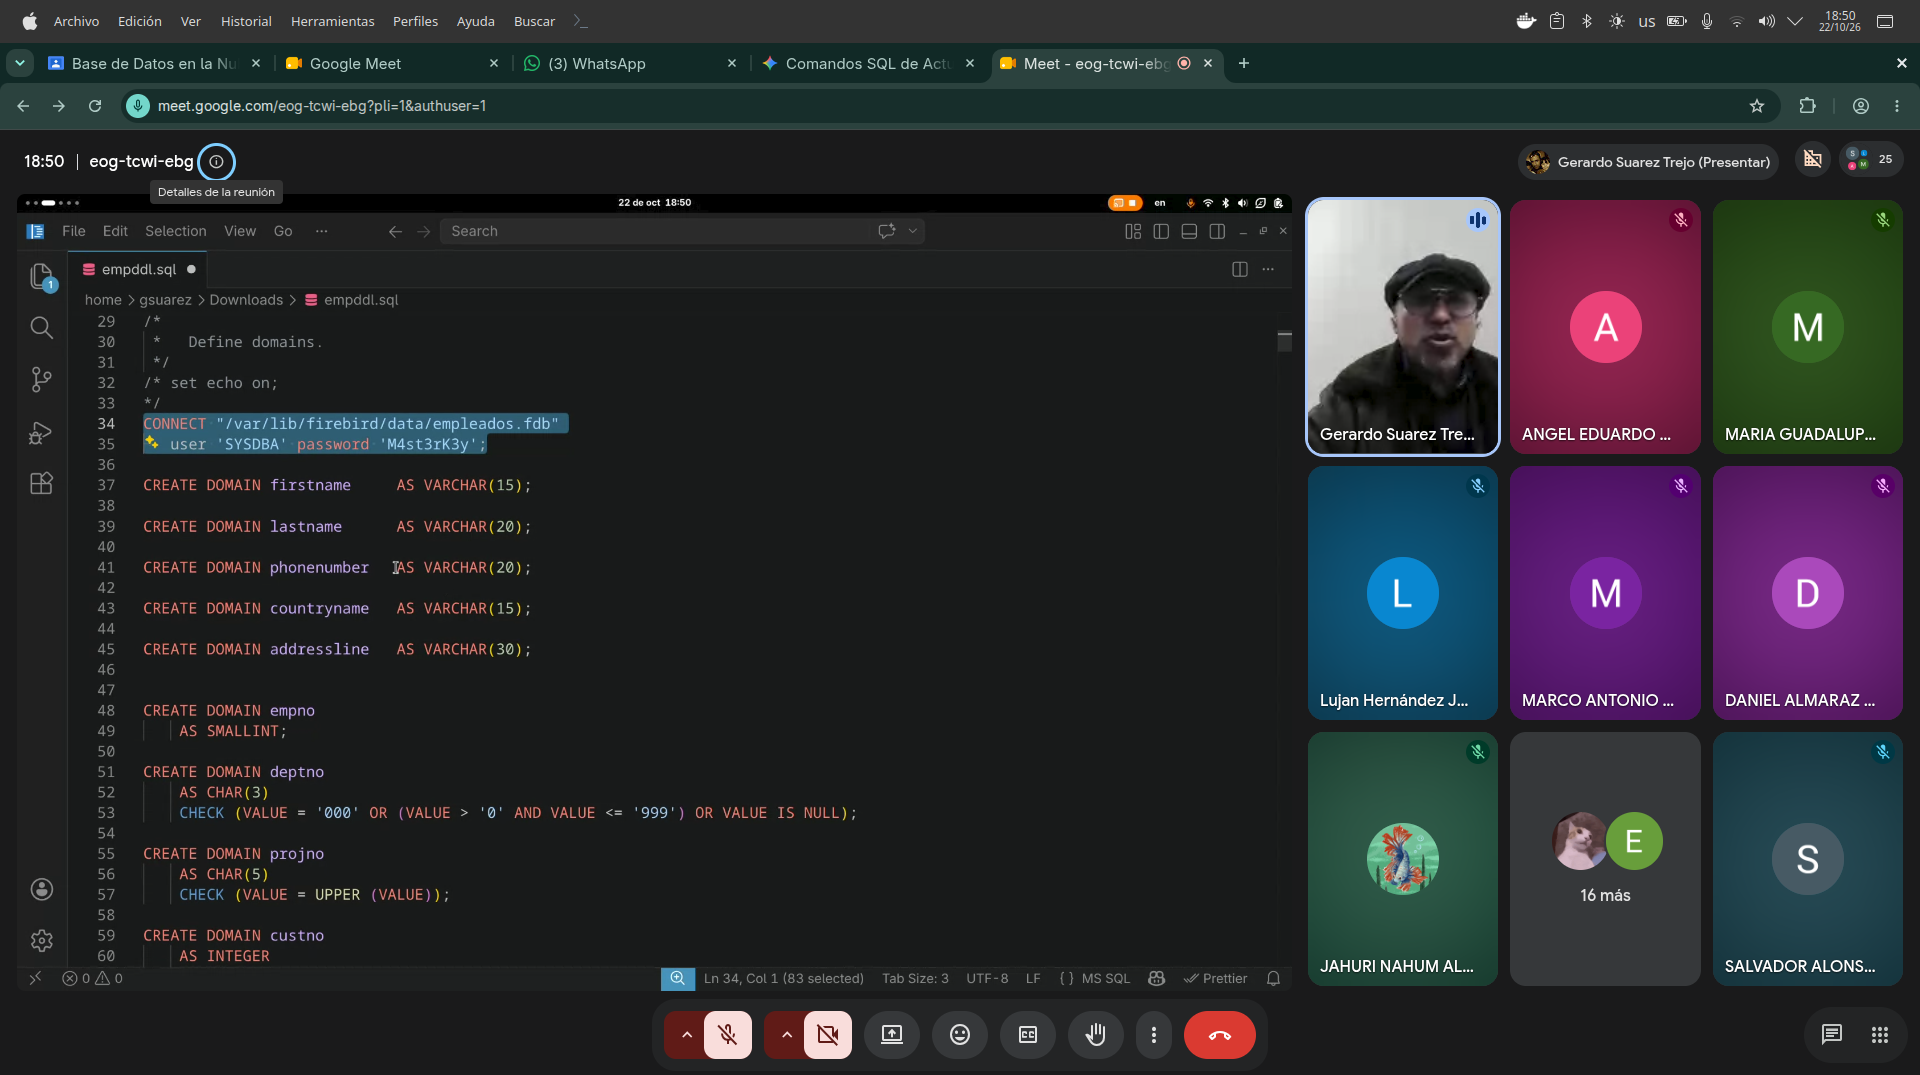 Archivo Edición Ver Historial Herramientas Perfiles Ayuda Buscar >_
us
18:50
22/10/26
Base de Datos en la Nu
Google Meet
(3) WhatsApp
Comandos SQL de Actu
Meet - eog-tcwi-ebg
meet.google.com/eog-tcwi-ebg?pli=1&authuser=1
18:50 | eog-tcwi-ebg
Detalles de la reunión
Gerardo Suarez Trejo (Presentar)
25
22 de oct 18:50
en
File Edit Selection View Go ···
Search
1
empddl.sql
home > gsuarez > Downloads > empddl.sql
29 /*
30 * Define domains.
31 */
32 /* set echo on;
33 */
34 CONNECT "/var/lib/firebird/data/empleados.fdb"
35 user 'SYSDBA' password 'M4st3rK3y';
36
37 CREATE DOMAIN firstname AS VARCHAR(15);
38
39 CREATE DOMAIN lastname AS VARCHAR(20);
40
41 CREATE DOMAIN phonenumber AS VARCHAR(20);
42
43 CREATE DOMAIN countryname AS VARCHAR(15);
44
45 CREATE DOMAIN addressline AS VARCHAR(30);
46
47
48 CREATE DOMAIN empno
49 AS SMALLINT;
50
51 CREATE DOMAIN deptno
52 AS CHAR(3)
53 CHECK (VALUE = '000' OR (VALUE > '0' AND VALUE <= '999') OR VALUE IS NULL);
54
55 CREATE DOMAIN projno
56 AS CHAR(5)
57 CHECK (VALUE = UPPER (VALUE));
58
59 CREATE DOMAIN custno
60 AS INTEGER
0 0
Ln 34, Col 1 (83 selected) Tab Size: 3 UTF-8 LF { } MS SQL Prettier
Gerardo Suarez Tre...
A
ANGEL EDUARDO ...
M
MARIA GUADALUP...
L
Lujan Hernández J...
M
MARCO ANTONIO ...
D
DANIEL ALMARAZ ...
JAHURI NAHUM AL...
E
16 más
S
SALVADOR ALONS...